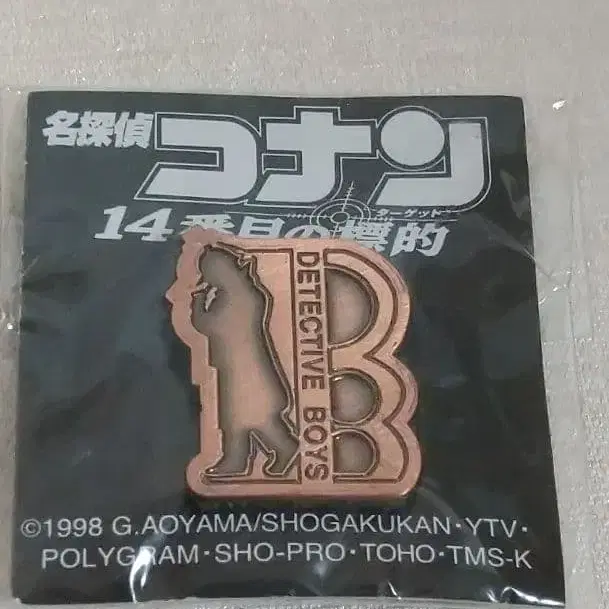 名探偵
コナン
ターゲット
14番目の標的
DETECTIVE BOYS
©1998 G.AOYAMA/SHOGAKUKAN・YTV・
POLYGRAM・SHO-PRO・TOHO・TMS-K